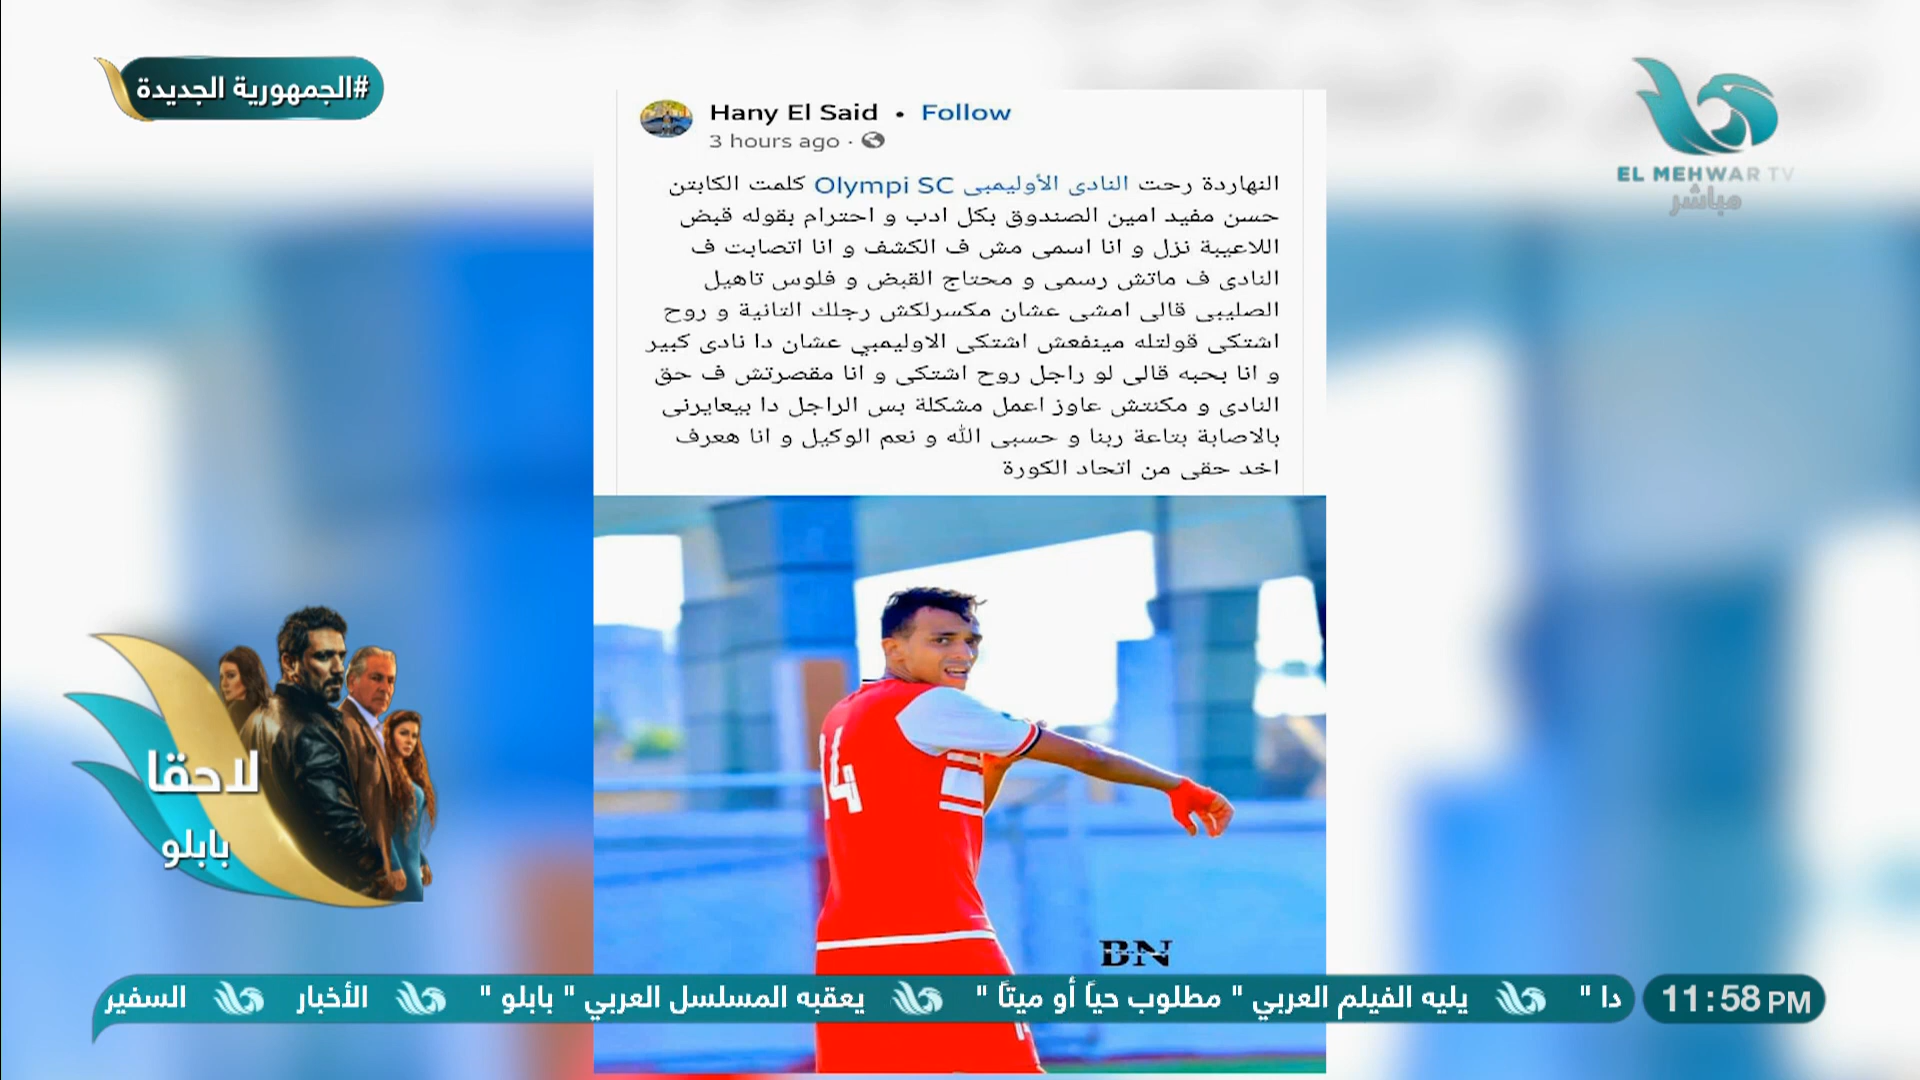 #الجمهورية الجديدة
EL MEHWAR TV
مباشر
Hany El Said • Follow
3 hours ago ·
النهاردة رحت النادى الأوليمبى Olympi SC كلمت الكابتن
حسن مفيد امين الصندوق بكل ادب و احترام بقوله قبض
اللاعيبة نزل و انا اسمى مش ف الكشف و انا اتصابت ف
النادى ف ماتش رسمى و محتاج القبض و فلوس تاهيل
الصليبى قالى امشى عشان مكسرلكش رجلك التانية و روح
اشتكى قولتله مينفعش اشتكى الاوليمبي عشان دا نادى كبير
و انا بحبه قالى لو راجل روح اشتكى و انا مقصرتش ف حق
النادى و مكنتش عاوز اعمل مشكلة بس الراجل دا بيعايرنى
بالاصابة بتاعة ربنا و حسبى الله و نعم الوكيل و انا هعرف
اخد حقى من اتحاد الكورة
14
BN
لاحقا
بابلو
دا " يليه الفيلم العربي " مطلوب حياً أو ميتاً " يعقبه المسلسل العربي " بابلو " الأخبار السفير
11:58 PM